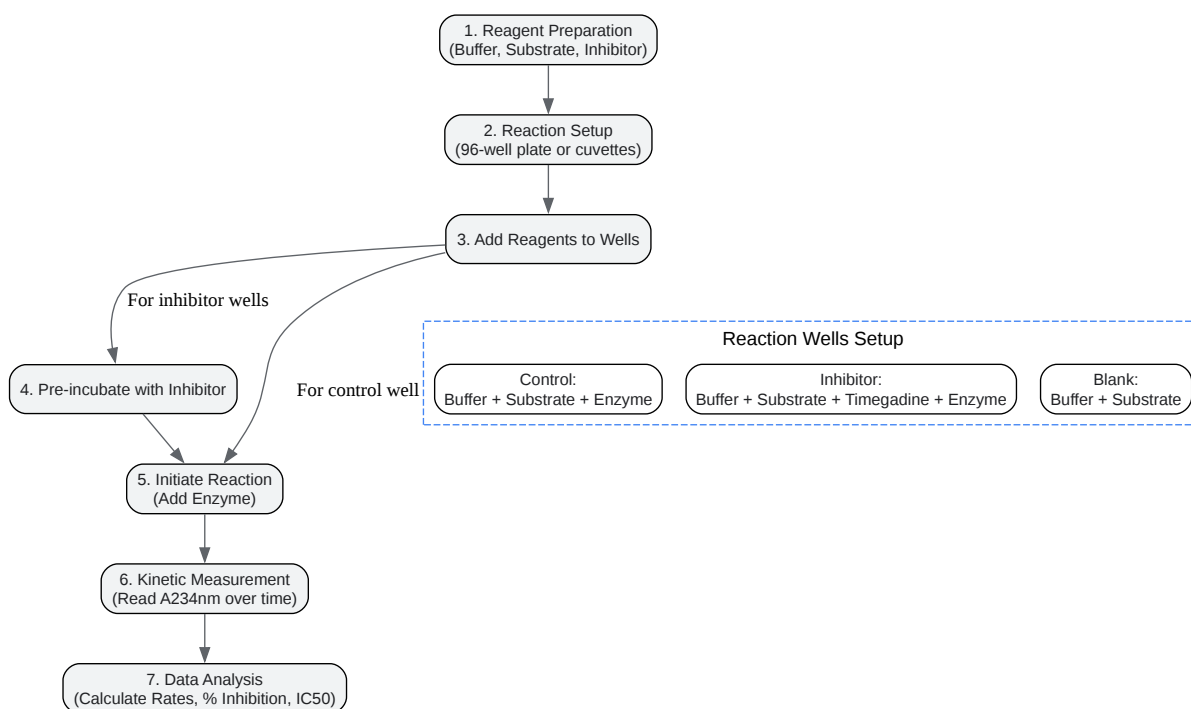 1. Reagent Preparation
(Buffer, Substrate, Inhibitor)
2. Reaction Setup
(96-well plate or cuvettes)
3. Add Reagents to Wells
For inhibitor wells
For control well
4. Pre-incubate with Inhibitor
Reaction Wells Setup
Control:
Buffer + Substrate + Enzyme
Inhibitor:
Buffer + Substrate + Timegadine + Enzyme
Blank:
Buffer + Substrate
5. Initiate Reaction
(Add Enzyme)
6. Kinetic Measurement
(Read A234nm over time)
7. Data Analysis
(Calculate Rates, % Inhibition, IC50)